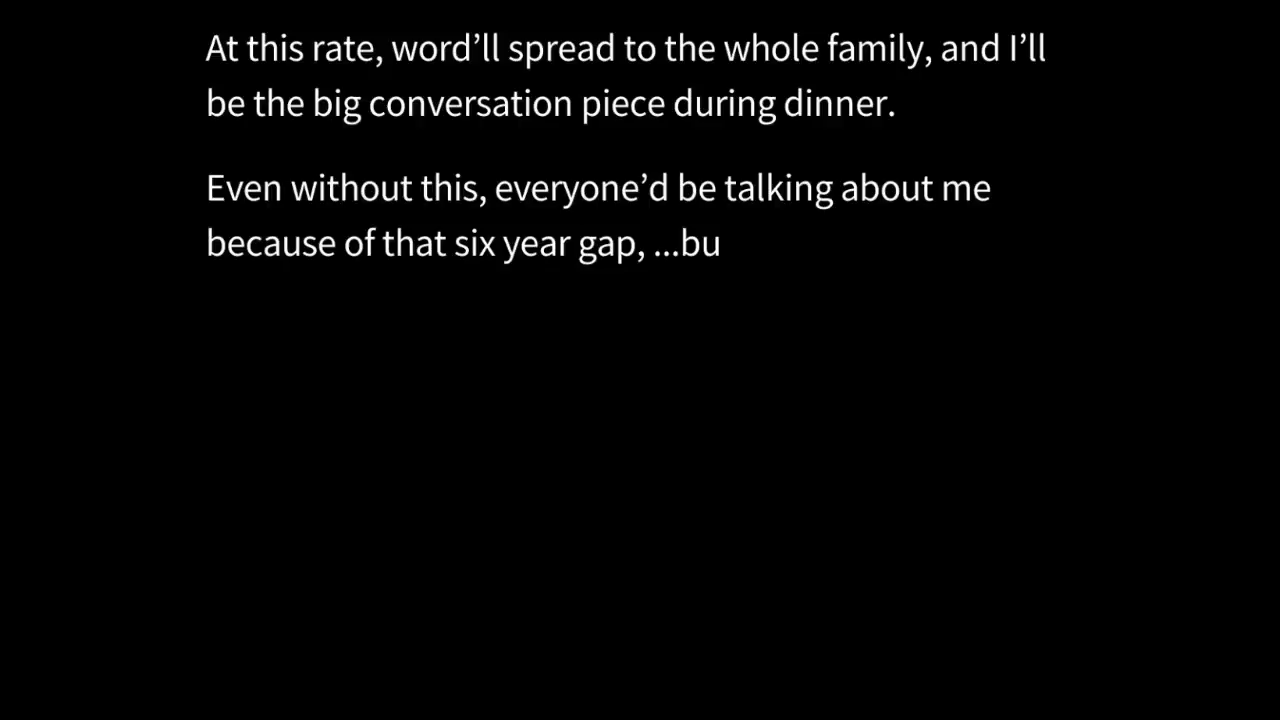 At this rate, word’ll spread to the whole family, and I’ll
be the big conversation piece during dinner.
Even without this, everyone’d be talking about me
because of that six year gap, ...bu